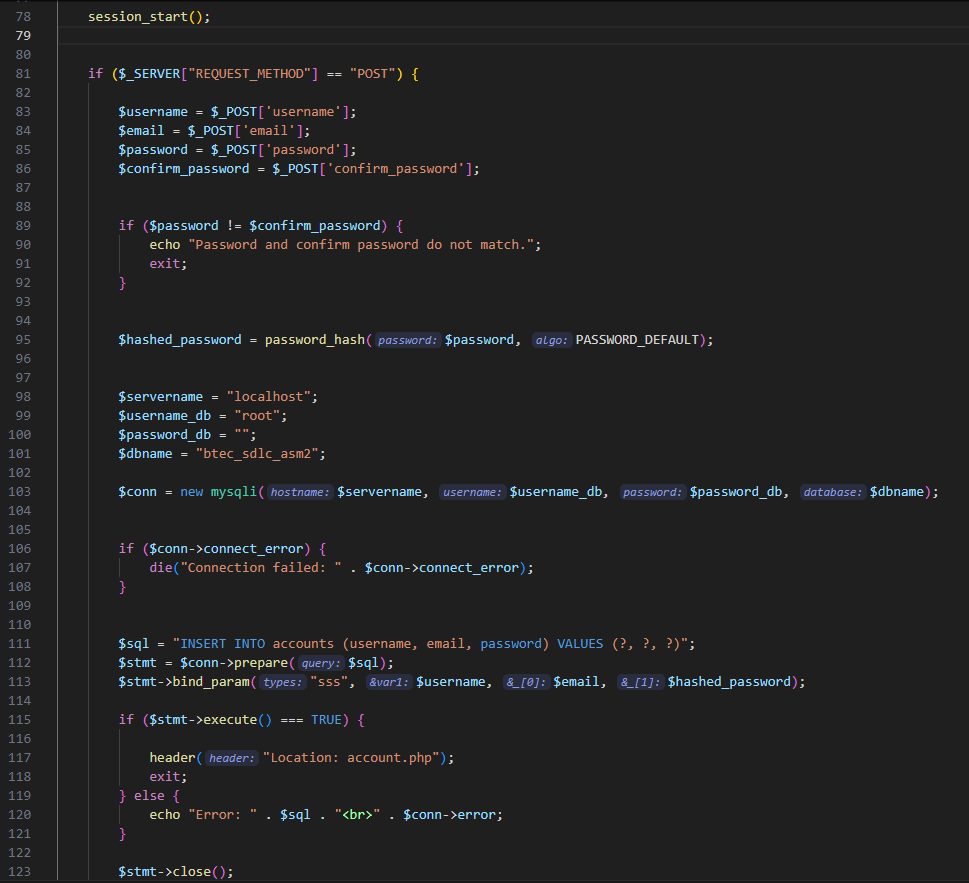 78 session_start();
79
80
81 if ($_SERVER["REQUEST_METHOD"] == "POST") {
82
83 $username = $_POST['username'];
84 $email = $_POST['email'];
85 $password = $_POST['password'];
86 $confirm_password = $_POST['confirm_password'];
87
88
89 if ($password != $confirm_password) {
90 echo "Password and confirm password do not match.";
91 exit;
92 }
93
94
95 $hashed_password = password_hash( password: $password, algo: PASSWORD_DEFAULT);
96
97
98 $servername = "localhost";
99 $username_db = "root";
100 $password_db = "";
101 $dbname = "btec_sdlc_asm2";
102
103 $conn = new mysqli( hostname: $servername, username: $username_db, password: $password_db, database: $dbname);
104
105
106 if ($conn->connect_error) {
107 die("Connection failed: " . $conn->connect_error);
108 }
109
110
111 $sql = "INSERT INTO accounts (username, email, password) VALUES (?, ?, ?)";
112 $stmt = $conn->prepare( query: $sql);
113 $stmt->bind_param( types: "sss", &var1: $username, &_[0]: $email, &_[1]: $hashed_password);
114
115 if ($stmt->execute() === TRUE) {
116
117 header( header: "Location: account.php");
118 exit;
119 } else {
120 echo "Error: " . $sql . "<br>" . $conn->error;
121 }
122
123 $stmt->close();